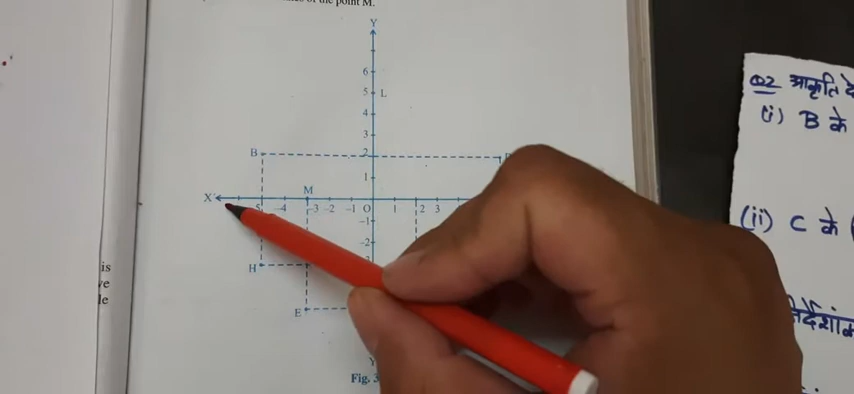 of the point M.
Y
6
5 L
4
3
B 2
1
X' M
-4 -3 -2 -1 O 1 2 3
-1
-2
H
E
Fig. 3
is
ve
le
Q2 आकृति
(i) B के
(ii) C के